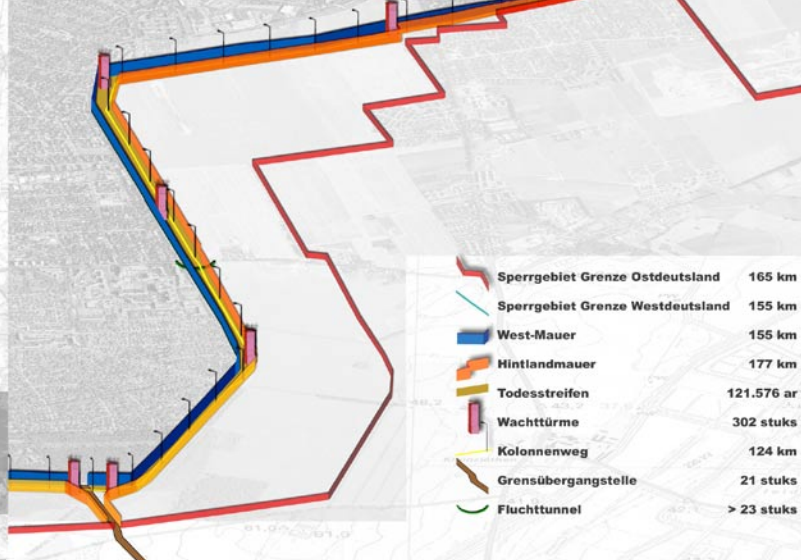 Sperrgebiet Grenze Ostdeutsland 165 km
Sperrgebiet Grenze Westdeutsland 155 km
West-Mauer 155 km
Hintlandmauer 177 km
Todesstreifen 121.576 ar
Wachttürme 302 stuks
Kolonnenweg 124 km
Grensübergangstelle 21 stuks
Fluchttunnel > 23 stuks